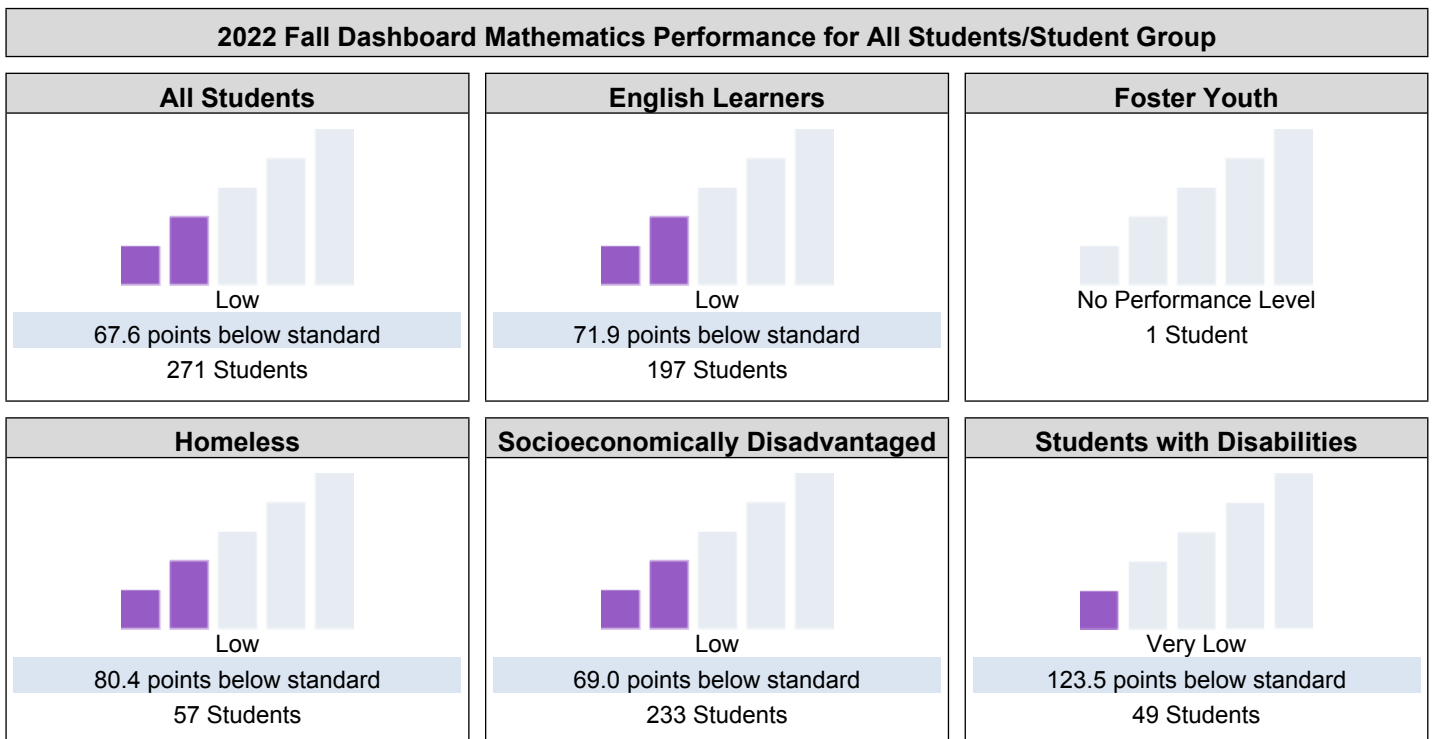 2022 Fall Dashboard Mathematics Performance for All Students/Student Group
All Students
Low
67.6 points below standard
271 Students
English Learners
Low
71.9 points below standard
197 Students
Foster Youth
No Performance Level
1 Student
Homeless
Low
80.4 points below standard
57 Students
Socioeconomically Disadvantaged
Low
69.0 points below standard
233 Students
Students with Disabilities
Very Low
123.5 points below standard
49 Students